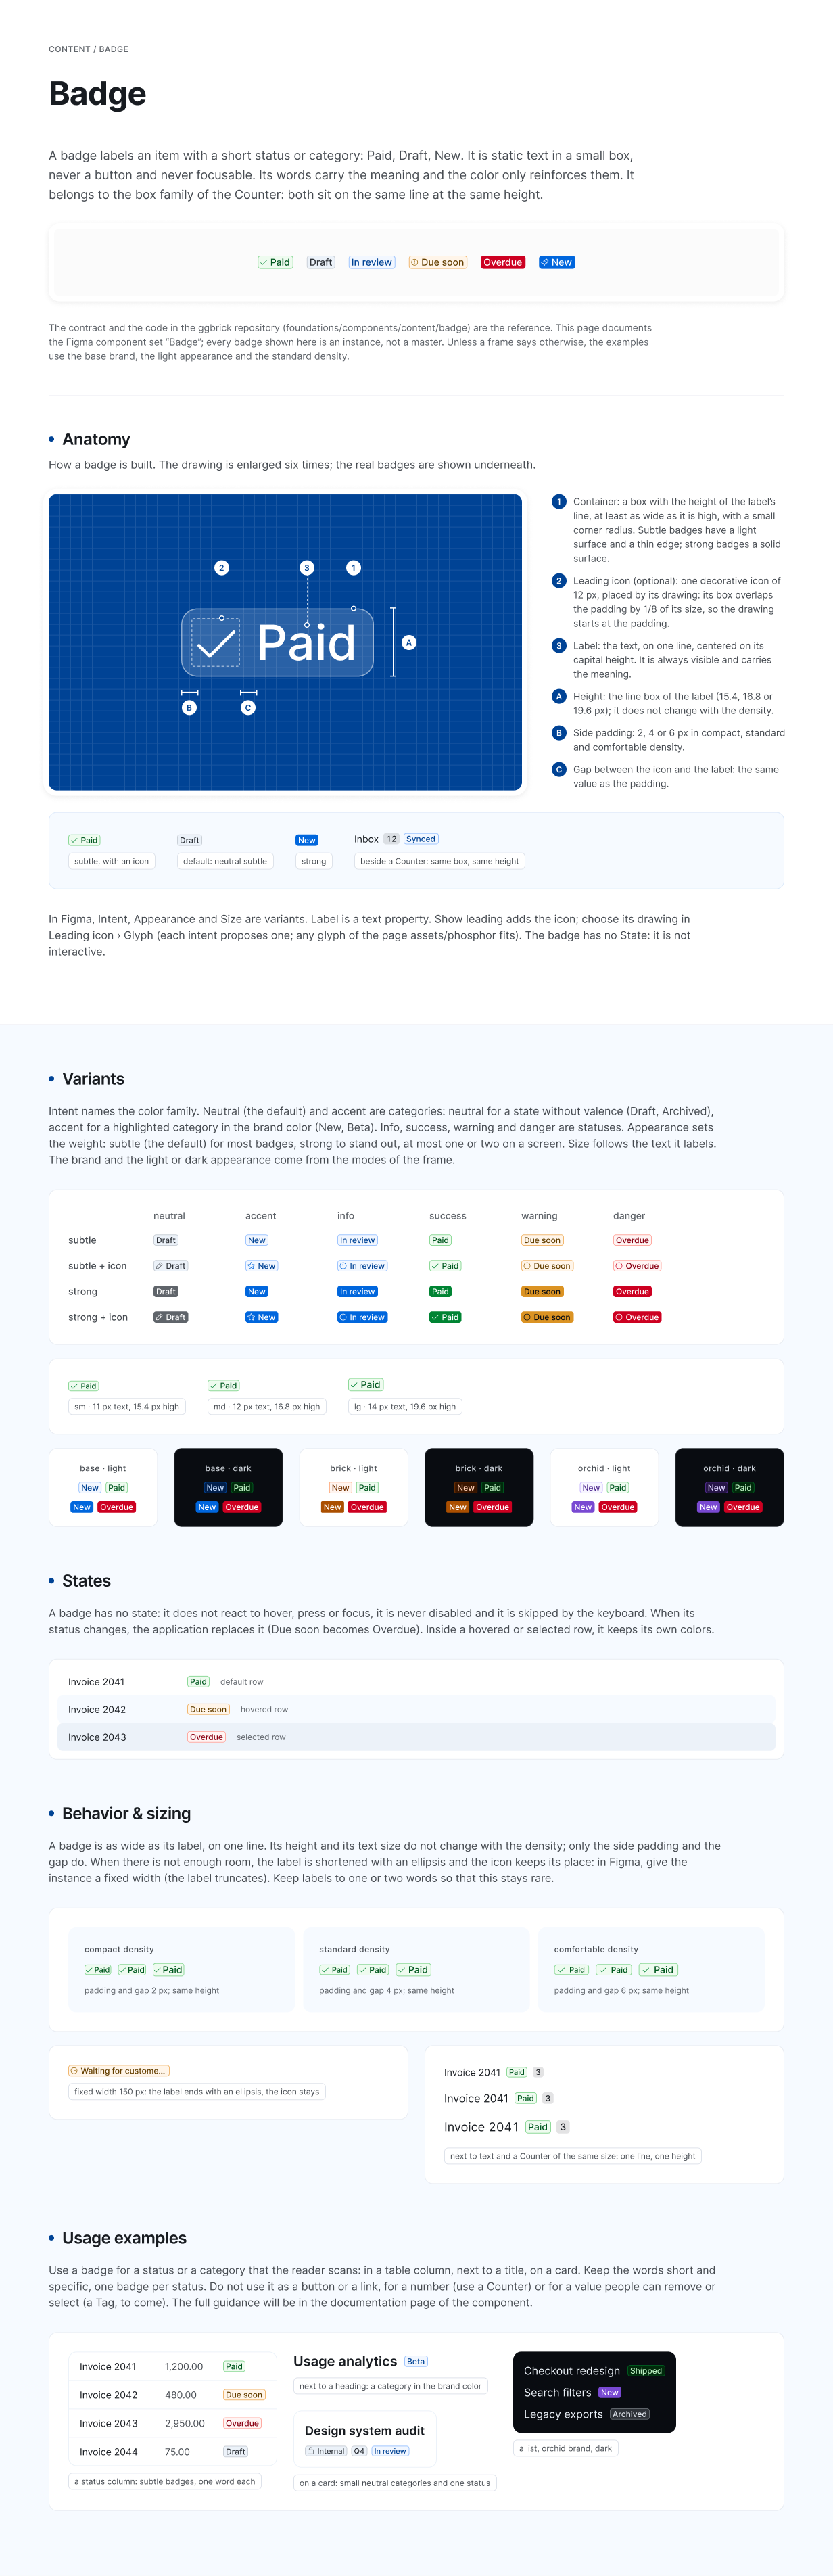 CONTENT / BADGE
Badge
A badge labels an item with a short status or category: Paid, Draft, New. It is static text in a small box,
never a button and never focusable. Its words carry the meaning and the color only reinforces them. It
belongs to the box family of the Counter: both sit on the same line at the same height.
Paid Draft In review Due soon Overdue New
The contract and the code in the ggbrick repository (foundations/components/content/badge) are the reference. This page documents
the Figma component set “Badge”; every badge shown here is an instance, not a master. Unless a frame says otherwise, the examples
use the base brand, the light appearance and the standard density.
Anatomy
How a badge is built. The drawing is enlarged six times; the real badges are shown underneath.
2 3 1
Paid
A
B C
1 Container: a box with the height of the label’s
line, at least as wide as it is high, with a small
corner radius. Subtle badges have a light
surface and a thin edge; strong badges a solid
surface.
2 Leading icon (optional): one decorative icon of
12 px, placed by its drawing: its box overlaps
the padding by 1/8 of its size, so the drawing
starts at the padding.
3 Label: the text, on one line, centered on its
capital height. It is always visible and carries
the meaning.
A Height: the line box of the label (15.4, 16.8 or
19.6 px); it does not change with the density.
B Side padding: 2, 4 or 6 px in compact, standard
and comfortable density.
C Gap between the icon and the label: the same
value as the padding.
Paid Draft New Inbox 12 Synced
subtle, with an icon default: neutral subtle strong beside a Counter: same box, same height
In Figma, Intent, Appearance and Size are variants. Label is a text property. Show leading adds the icon; choose its drawing in
Leading icon › Glyph (each intent proposes one; any glyph of the page assets/phosphor fits). The badge has no State: it is not
interactive.
Variants
Intent names the color family. Neutral (the default) and accent are categories: neutral for a state without valence (Draft, Archived),
accent for a highlighted category in the brand color (New, Beta). Info, success, warning and danger are statuses. Appearance sets
the weight: subtle (the default) for most badges, strong to stand out, at most one or two on a screen. Size follows the text it labels.
The brand and the light or dark appearance come from the modes of the frame.
neutral accent info success warning danger
subtle Draft New In review Paid Due soon Overdue
subtle + icon Draft New In review Paid Due soon Overdue
strong Draft New In review Paid Due soon Overdue
strong + icon Draft New In review Paid Due soon Overdue
Paid Paid Paid
sm · 11 px text, 15.4 px high md · 12 px text, 16.8 px high lg · 14 px text, 19.6 px high
base · light base · dark brick · light brick · dark orchid · light orchid · dark
New Paid New Paid New Paid New Paid New Paid New Paid
New Overdue New Overdue New Overdue New Overdue New Overdue New Overdue
States
A badge has no state: it does not react to hover, press or focus, it is never disabled and it is skipped by the keyboard. When its
status changes, the application replaces it (Due soon becomes Overdue). Inside a hovered or selected row, it keeps its own colors.
Invoice 2041 Paid default row
Invoice 2042 Due soon hovered row
Invoice 2043 Overdue selected row
Behavior & sizing
A badge is as wide as its label, on one line. Its height and its text size do not change with the density; only the side padding and the
gap do. When there is not enough room, the label is shortened with an ellipsis and the icon keeps its place: in Figma, give the
instance a fixed width (the label truncates). Keep labels to one or two words so that this stays rare.
compact density standard density comfortable density
Paid Paid Paid Paid Paid Paid Paid Paid Paid
padding and gap 2 px; same height padding and gap 4 px; same height padding and gap 6 px; same height
Waiting for custome…
fixed width 150 px: the label ends with an ellipsis, the icon stays
Invoice 2041 Paid 3
Invoice 2041 Paid 3
Invoice 2041 Paid 3
next to text and a Counter of the same size: one line, one height
Usage examples
Use a badge for a status or a category that the reader scans: in a table column, next to a title, on a card. Keep the words short and
specific, one badge per status. Do not use it as a button or a link, for a number (use a Counter) or for a value people can remove or
select (a Tag, to come). The full guidance will be in the documentation page of the component.
Invoice 2041 1,200.00 Paid
Invoice 2042 480.00 Due soon
Invoice 2043 2,950.00 Overdue
Invoice 2044 75.00 Draft
a status column: subtle badges, one word each
Usage analytics Beta
next to a heading: a category in the brand color
Design system audit
Internal Q4 In review
on a card: small neutral categories and one status
Checkout redesign Shipped
Search filters New
Legacy exports Archived
a list, orchid brand, dark